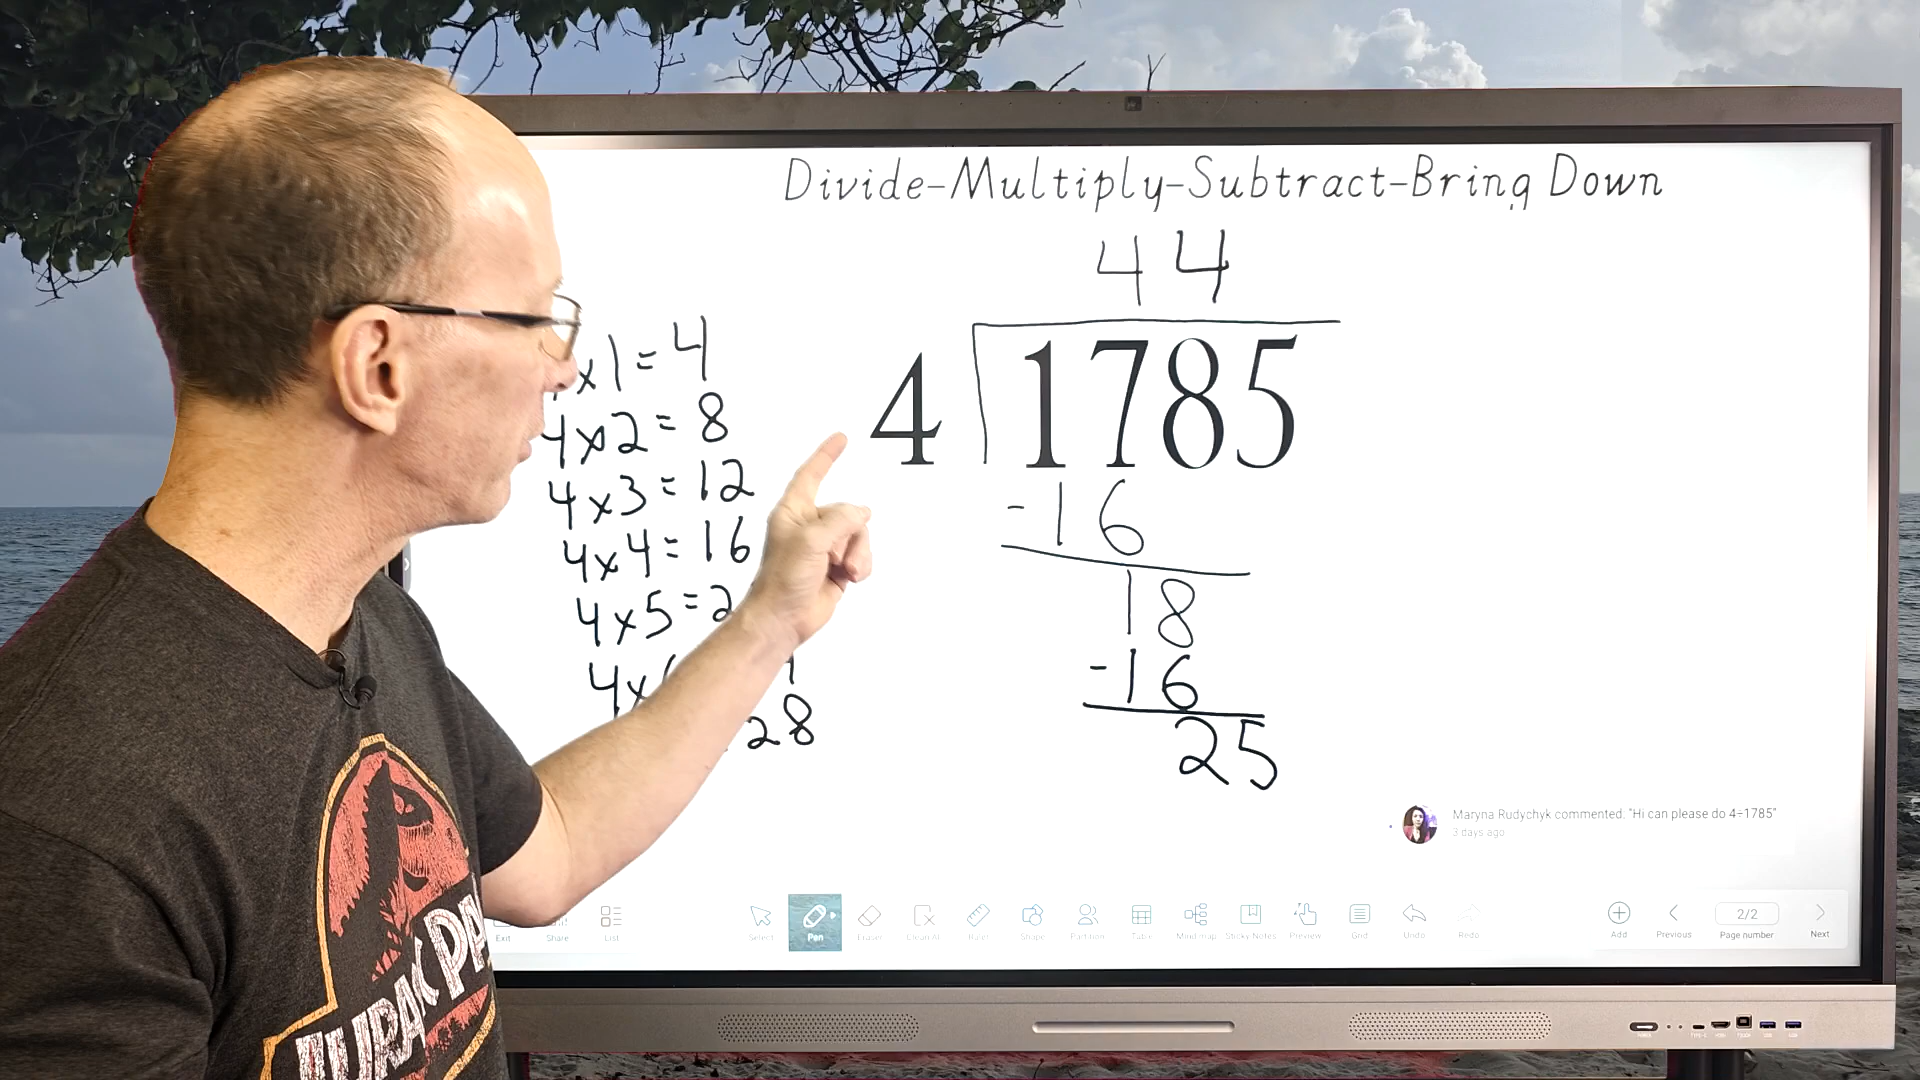 Divide-Multiply-Subtract-Bring Down
44
4 1785
-16
18
-16
25
x1=4
4x2=8
4x3=12
4x4=16
4x5=2
4x
28
Maryna Rudychyk commented: "Hi can please do 4÷1785"
3 days ago
Exit Share List Select Pen Eraser Clean All Ruler Shape Partition Table Mind map Sticky Notes Preview Grid Undo Redo Add Previous 2/2 Page number Next
JURAK PA